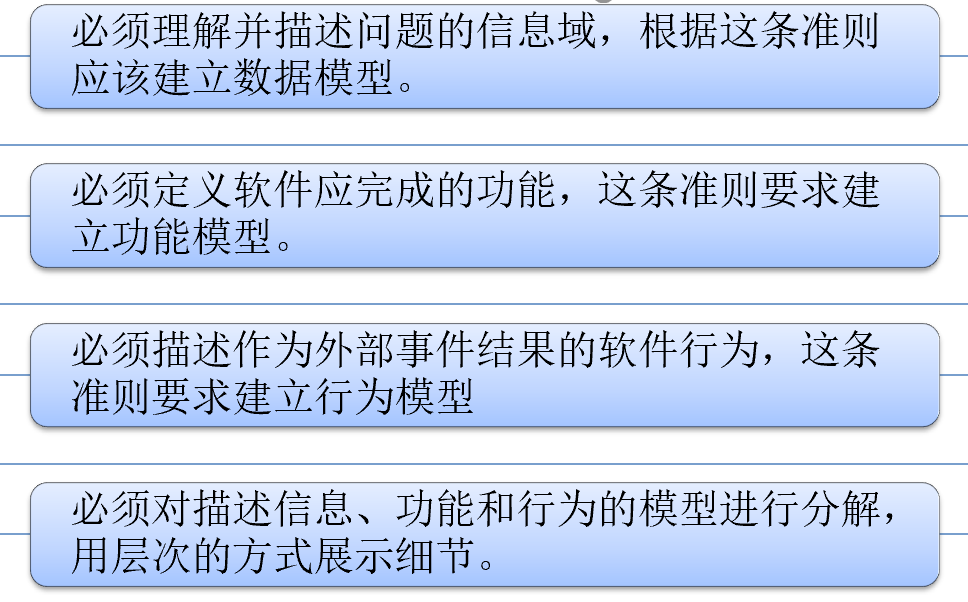 必须理解并描述问题的信息域，根据这条准则
应该建立数据模型。
必须定义软件应完成的功能，这条准则要求建
立功能模型。
必须描述作为外部事件结果的软件行为，这条
准则要求建立行为模型
必须对描述信息、功能和行为的模型进行分解，
用层次的方式展示细节。